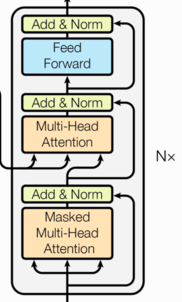 Add & Norm
Feed
Forward
Add & Norm
Multi-Head
Attention
N×
Add & Norm
Masked
Multi-Head
Attention